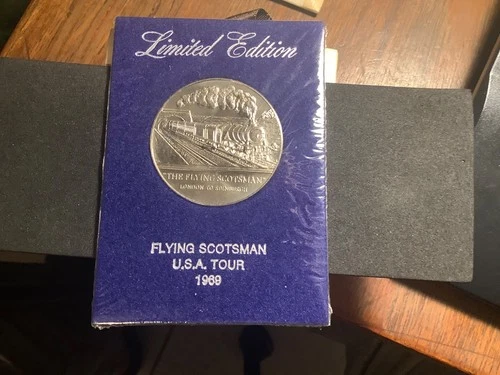 Limited Edition
"THE FLYING SCOTSMAN"
LONDON TO EDINBURGH
FLYING SCOTSMAN
U.S.A. TOUR
1969